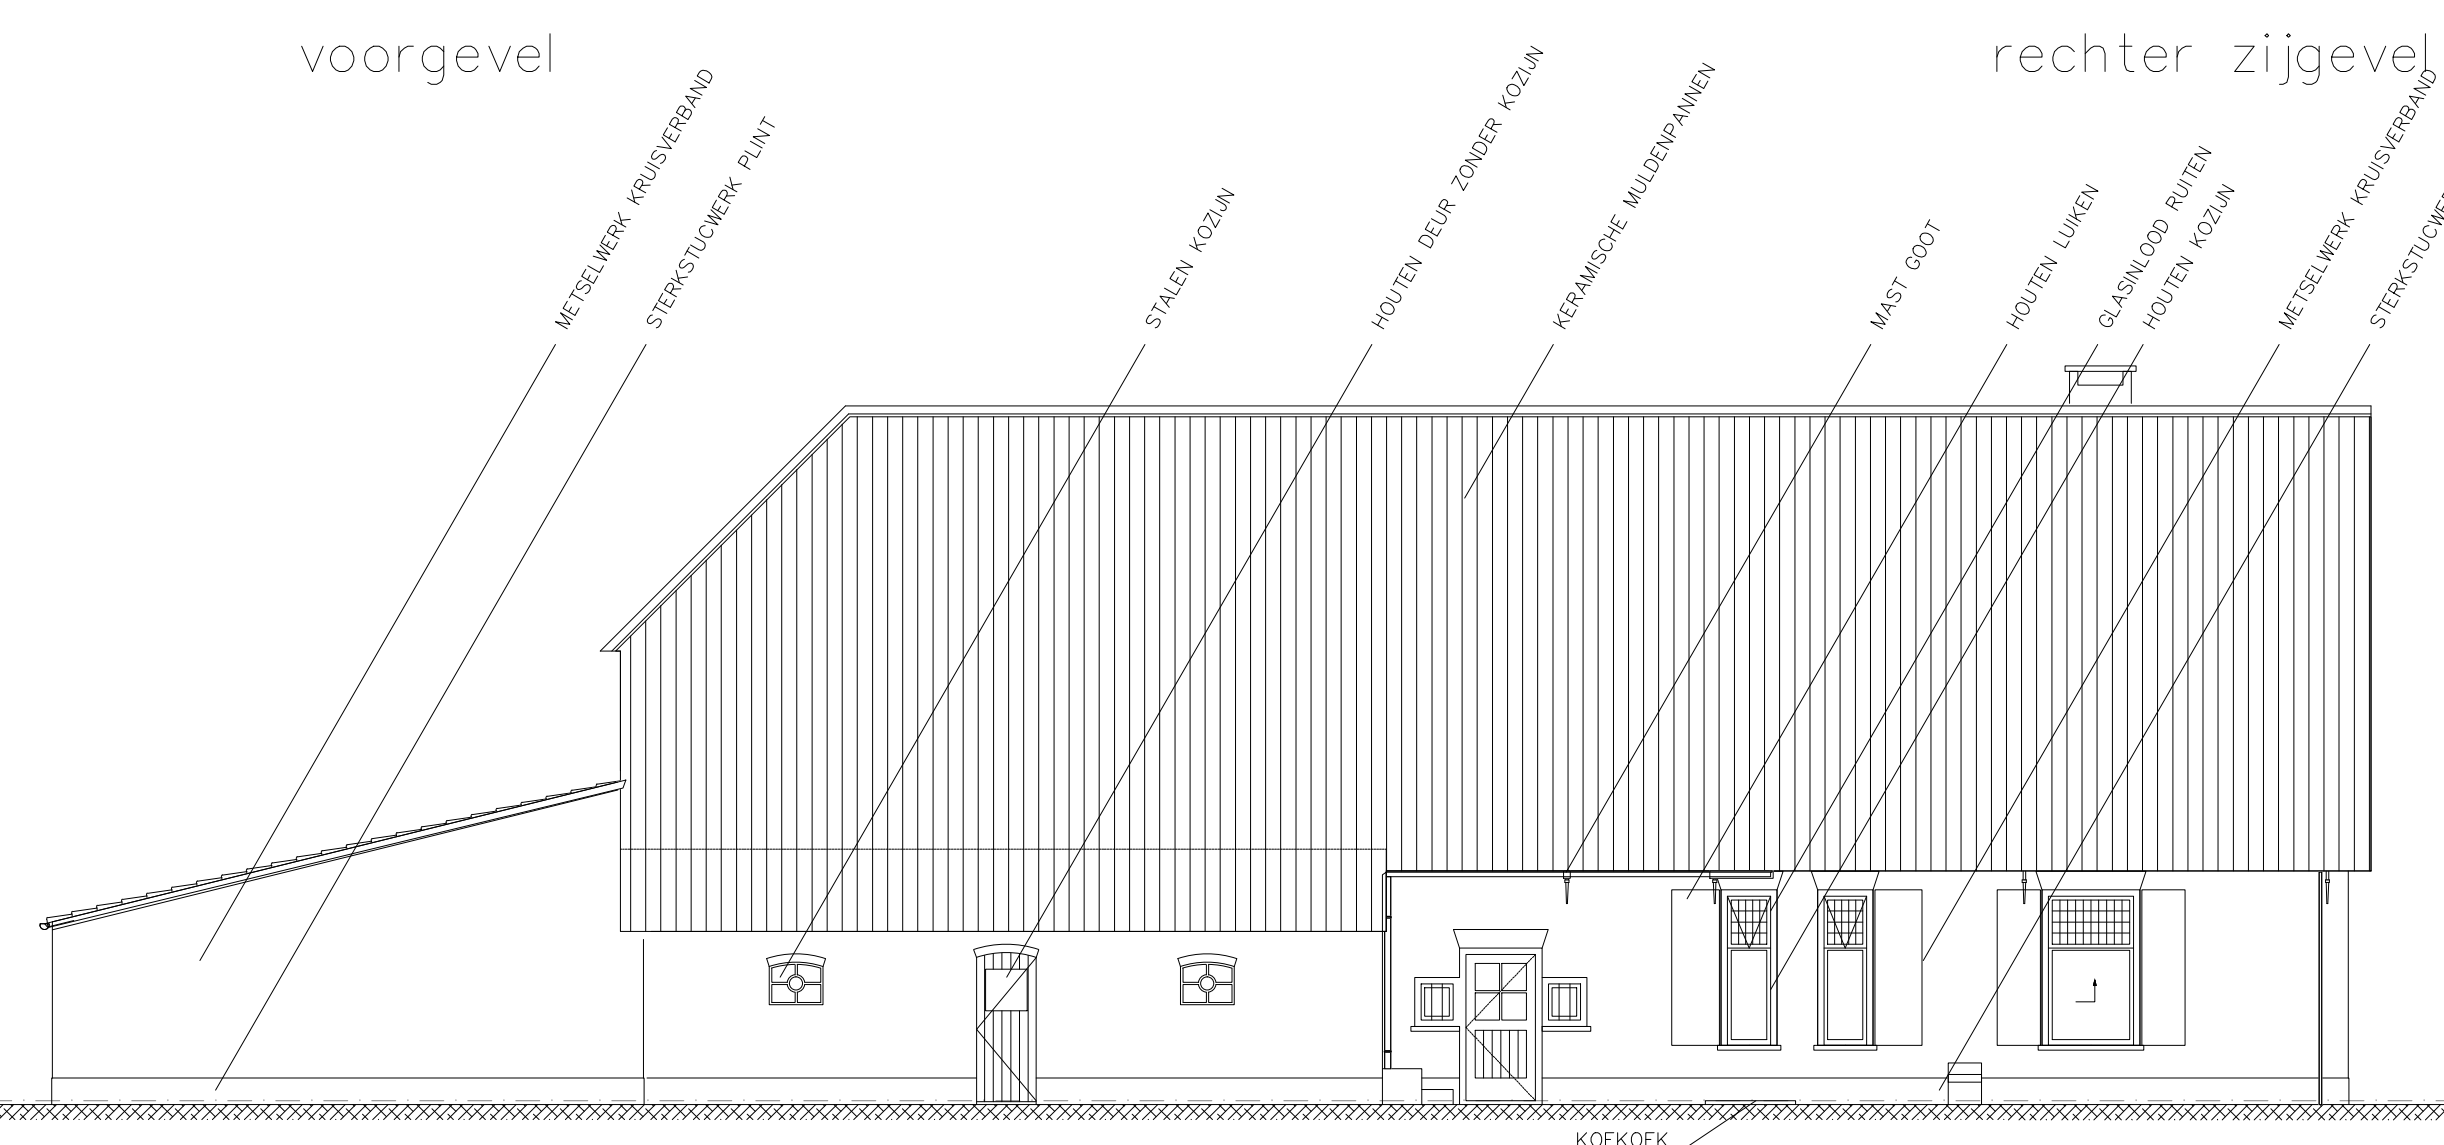 voorgevel
rechter zijgevel
METSELWERK KRUISVERBAND
STERKSTUCWERK PLINT
STALEN KOZIJN
HOUTEN DEUR ZONDER KOZIJN
KERAMISCHE MULDENPANNEN
MAST GOOT
HOUTEN LUIKEN
GLASINLOOD RUITEN
HOUTEN KOZIJN
METSELWERK KRUISVERBAND
KOEKOEK